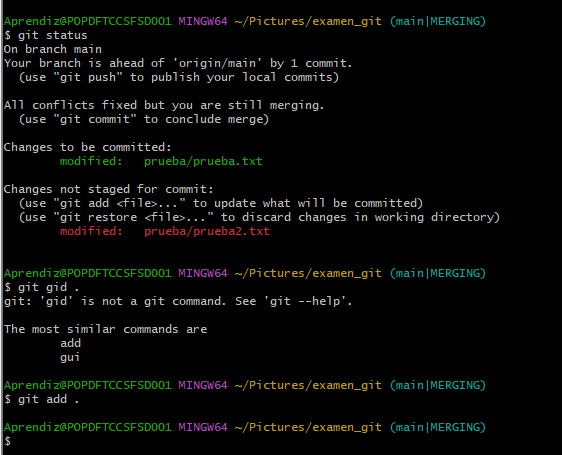 Aprendiz@POPDFTCCSFSD001 MINGW64 ~/Pictures/examen_git (main|MERGING)
$ git status
On branch main
Your branch is ahead of 'origin/main' by 1 commit.
  (use "git push" to publish your local commits)

All conflicts fixed but you are still merging.
  (use "git commit" to conclude merge)

Changes to be committed:
        modified:   prueba/prueba.txt

Changes not staged for commit:
  (use "git add <file>..." to update what will be committed)
  (use "git restore <file>..." to discard changes in working directory)
        modified:   prueba/prueba2.txt


Aprendiz@POPDFTCCSFSD001 MINGW64 ~/Pictures/examen_git (main|MERGING)
$ git gid .
git: 'gid' is not a git command. See 'git --help'.

The most similar commands are
        add
        gui

Aprendiz@POPDFTCCSFSD001 MINGW64 ~/Pictures/examen_git (main|MERGING)
$ git add .

Aprendiz@POPDFTCCSFSD001 MINGW64 ~/Pictures/examen_git (main|MERGING)
$